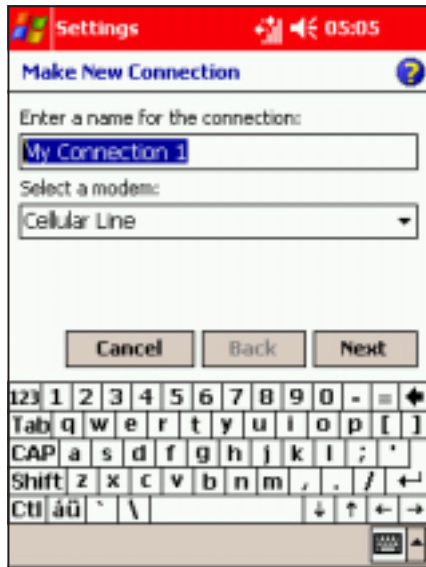 Settings 05:05
Make New Connection ?
Enter a name for the connection:
My Connection 1
Select a modem:
Cellular Line
Cancel Back Next
123 1 2 3 4 5 6 7 8 9 0 - =
Tab q w e r t y u i o p [ ]
CAP a s d f g h j k l ; '
Shift z x c v b n m , . /
Ctl áü ` \